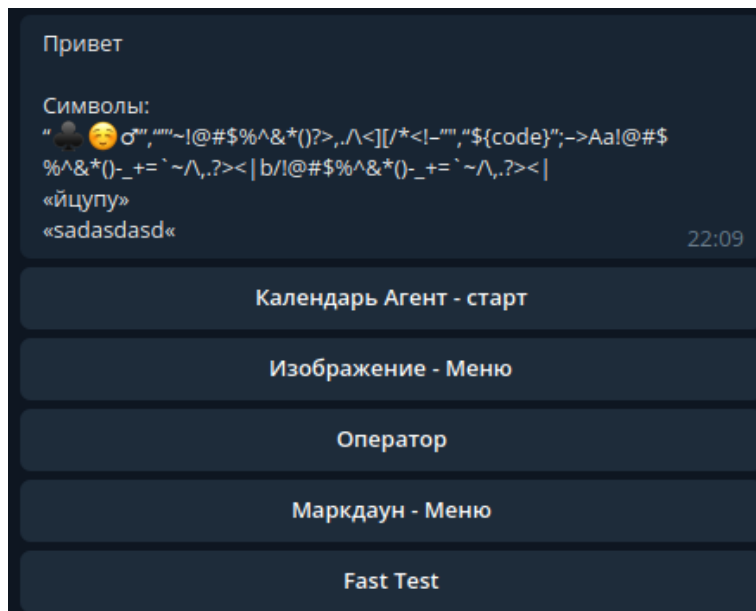 Привет
Символы:
“♣️☺️♂”,“”“~!@#$%^&*()?>,./\<][/*<!–”",“${code}”;–>Aa!@#$
%^&*()-_+=`~/\,.?><|b/!@#$%^&*()-_+=`~/\,.?><|
«йцупу»
«sadasdasd«
22:09
Календарь Агент - старт
Изображение - Меню
Оператор
Маркдаун - Меню
Fast Test